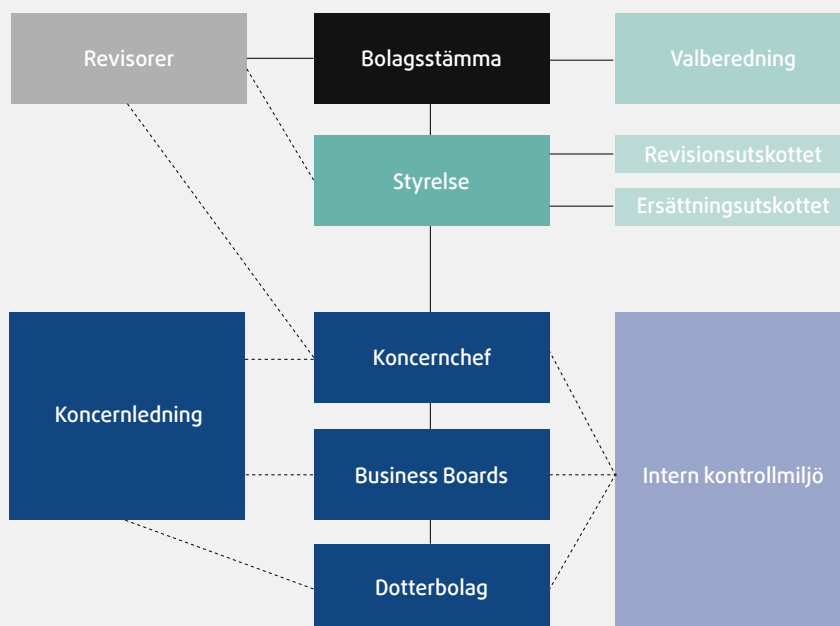 Revisorer
Bolagsstämma
Valberedning
Styrelse
Revisionsutskottet
Ersättningsutskottet
Koncernledning
Koncernchef
Business Boards
Dotterbolag
Intern kontrollmiljö